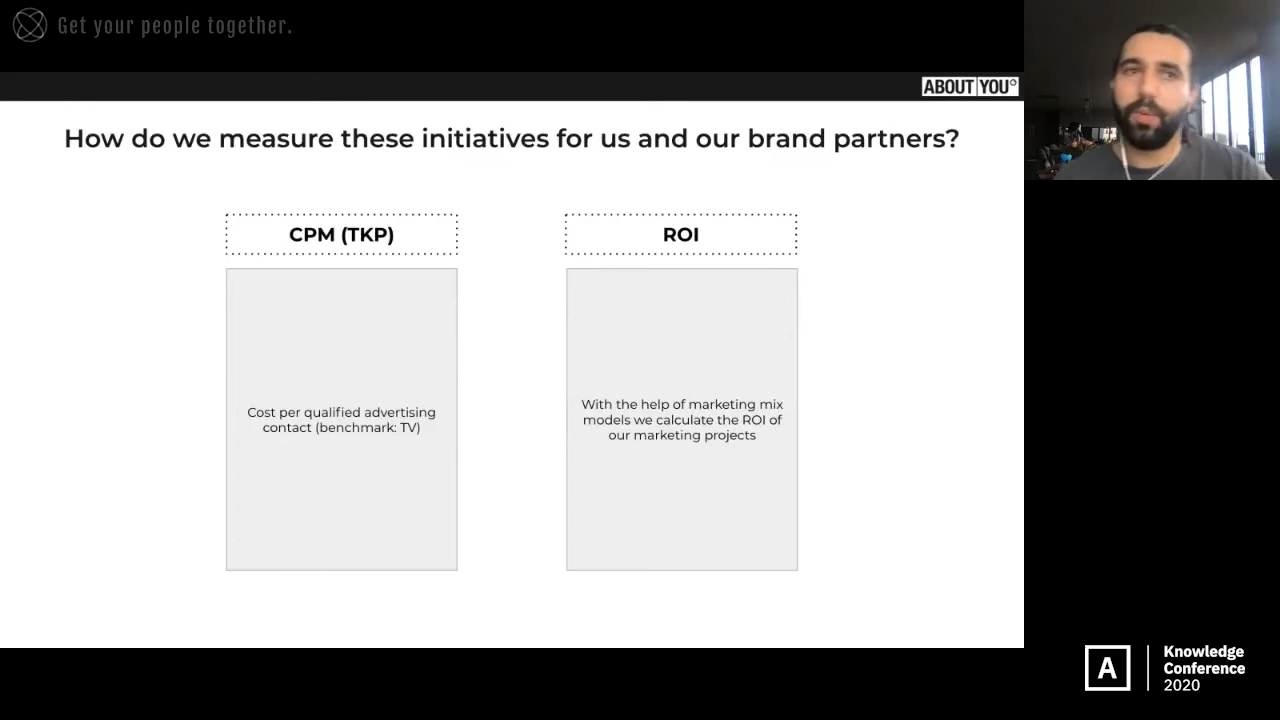 Get your people together.
ABOUT YOU°
How do we measure these initiatives for us and our brand partners?
CPM (TKP)
Cost per qualified advertising
contact (benchmark: TV)
ROI
With the help of marketing mix
models we calculate the ROI of
our marketing projects
A
Knowledge
Conference
2020